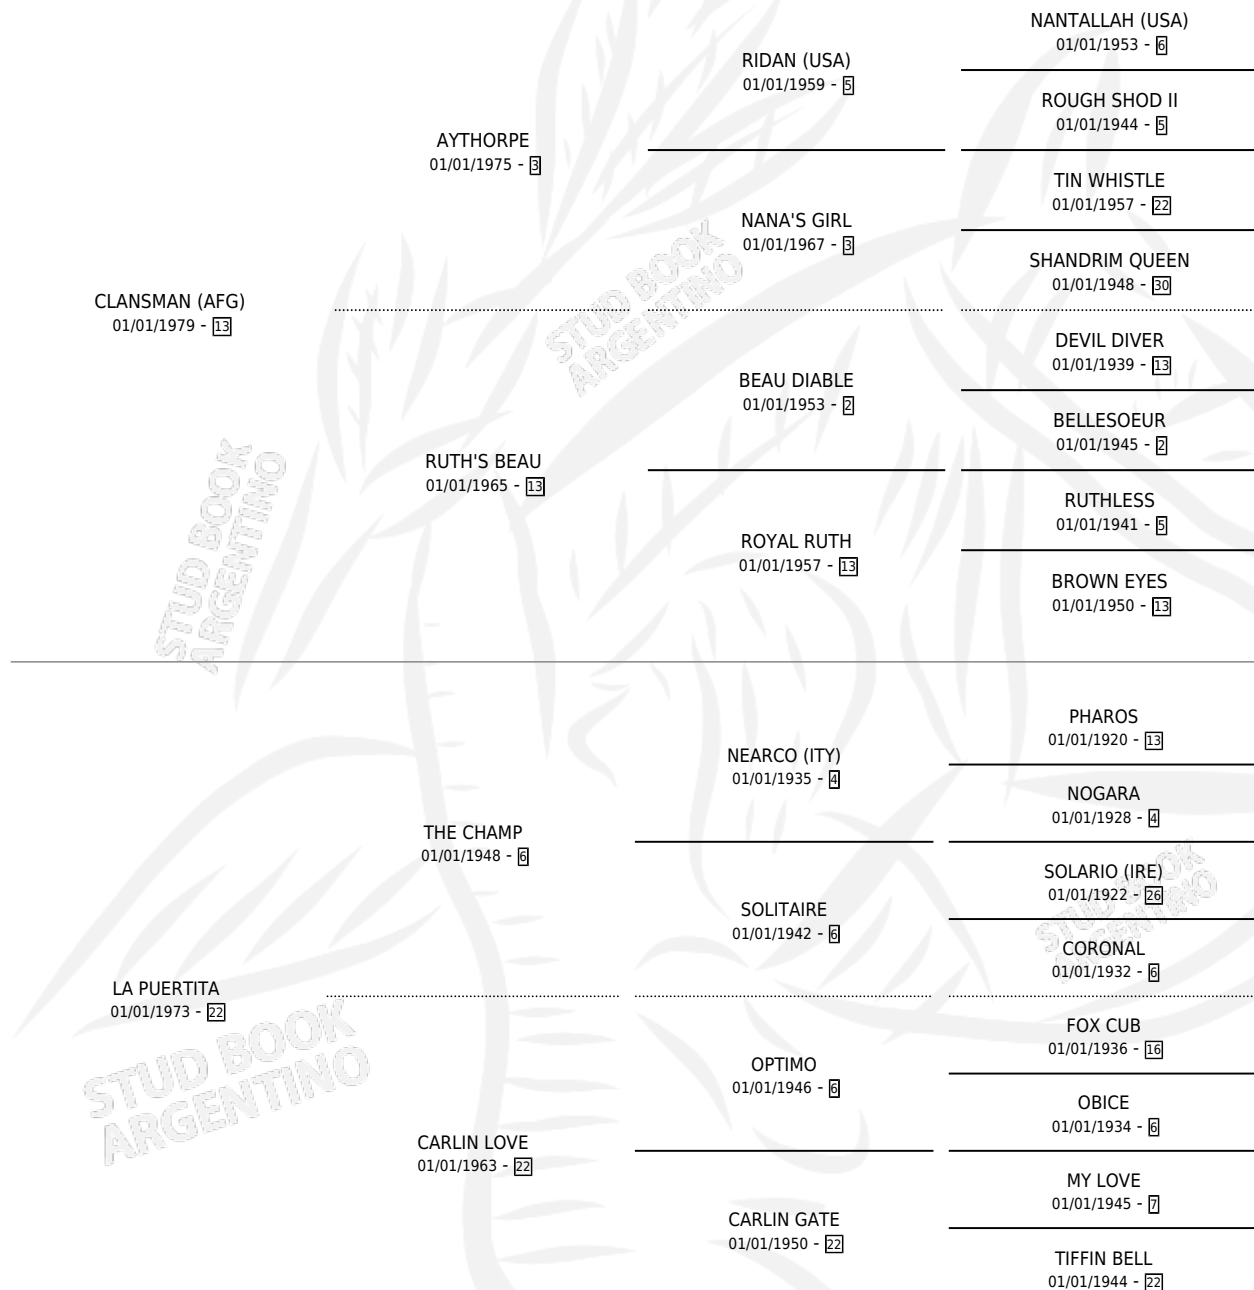 NANTALLAH (USA)
01/01/1953 - 6
RIDAN (USA)
01/01/1959 - 5
ROUGH SHOD II
01/01/1944 - 5
AYTHORPE
01/01/1975 - 3
TIN WHISTLE
01/01/1957 - 22
NANA'S GIRL
01/01/1967 - 3
SHANDRIM QUEEN
01/01/1948 - 30
CLANSMAN (AFG)
01/01/1979 - 13
DEVIL DIVER
01/01/1939 - 13
BEAU DIABLE
01/01/1953 - 2
BELLESOEUR
01/01/1945 - 2
RUTH'S BEAU
01/01/1965 - 13
RUTHLESS
01/01/1941 - 5
ROYAL RUTH
01/01/1957 - 13
BROWN EYES
01/01/1950 - 13
STUD BOOK
ARGENTINO
STUD BOOK
ARGENTINO
PHAROS
01/01/1920 - 13
NEARCO (ITY)
01/01/1935 - 4
NOGARA
01/01/1928 - 4
THE CHAMP
01/01/1948 - 6
SOLARIO (IRE)
01/01/1922 - 26
SOLITAIRE
01/01/1942 - 6
CORONAL
01/01/1932 - 6
STUD BOOK
ARGENTINO
LA PUERTITA
01/01/1973 - 22
FOX CUB
01/01/1936 - 16
OPTIMO
01/01/1946 - 6
OBICE
01/01/1934 - 6
CARLIN LOVE
01/01/1963 - 22
MY LOVE
01/01/1945 - 7
CARLIN GATE
01/01/1950 - 22
TIFFIN BELL
01/01/1944 - 22
STUD BOOK
ARGENTINO